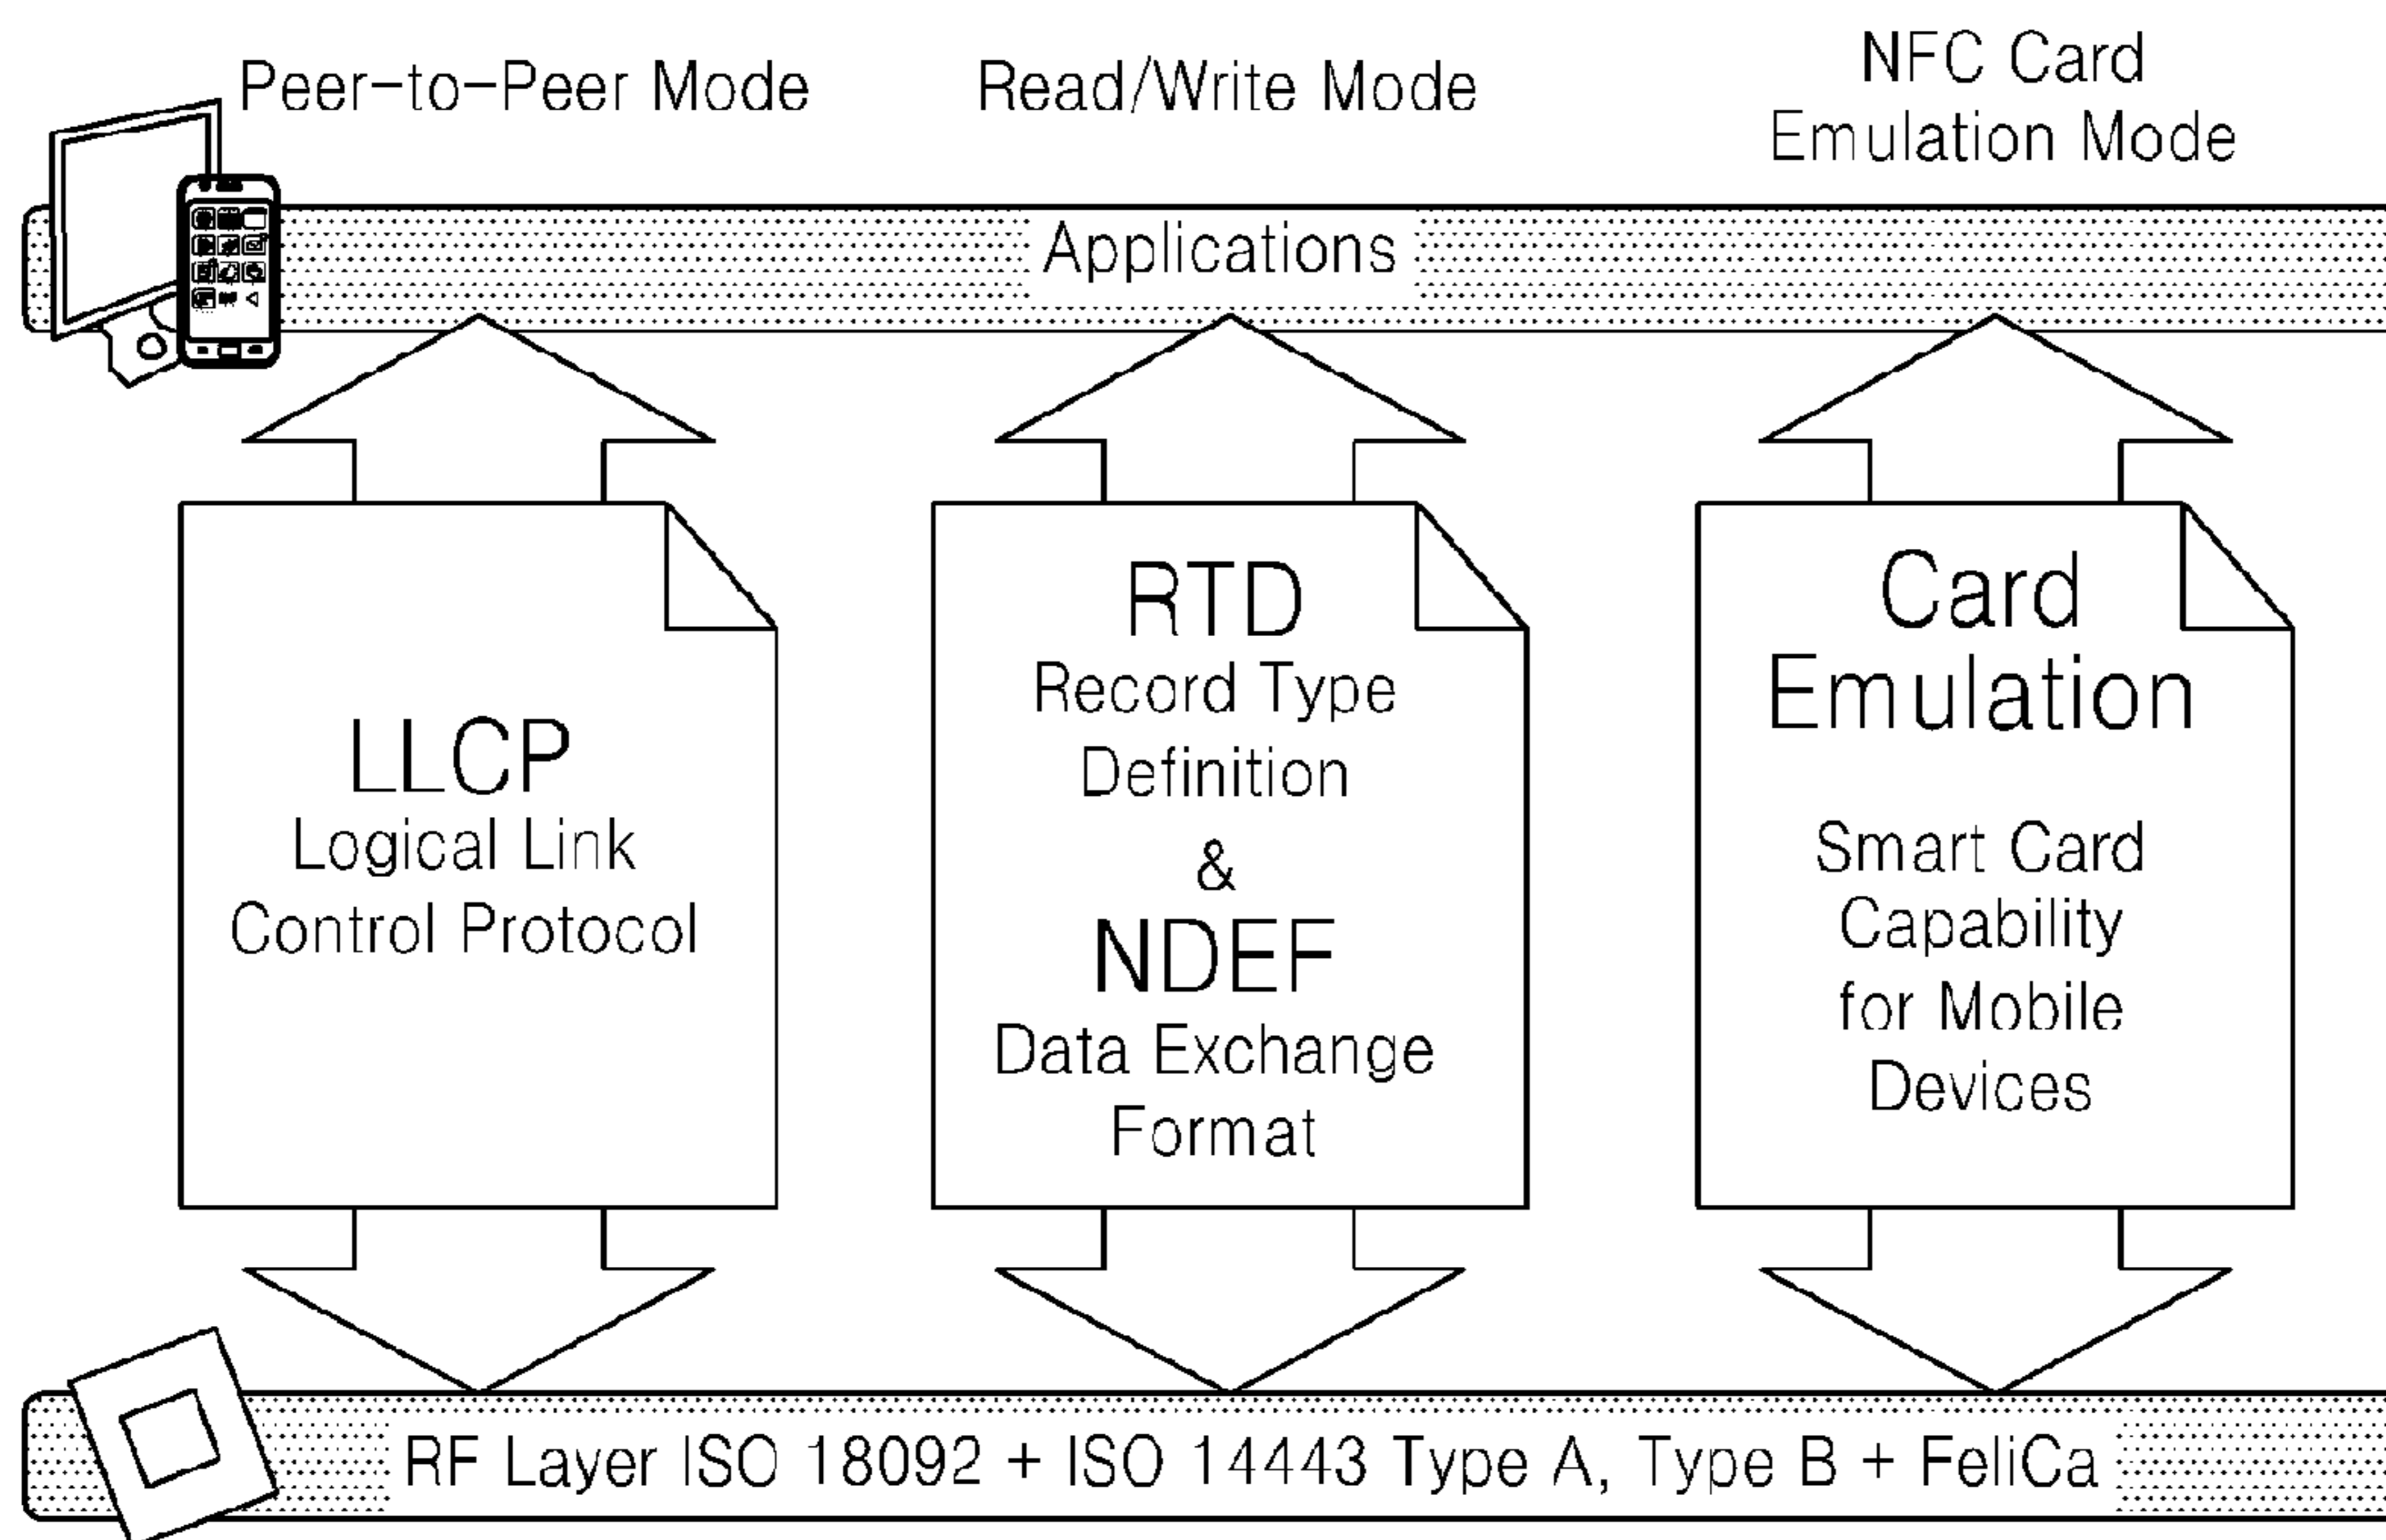 Peer-to-Peer Mode
Read/Write Mode
NFC Card
Emulation Mode
Applications
LLCP
Logical Link
Control Protocol
RTD
Record Type
Definition
&
NDEF
Data Exchange
Format
Card
Emulation
Smart Card
Capability
for Mobile
Devices
RF Layer ISO 18092 + ISO 14443 Type A, Type B + FeliCa